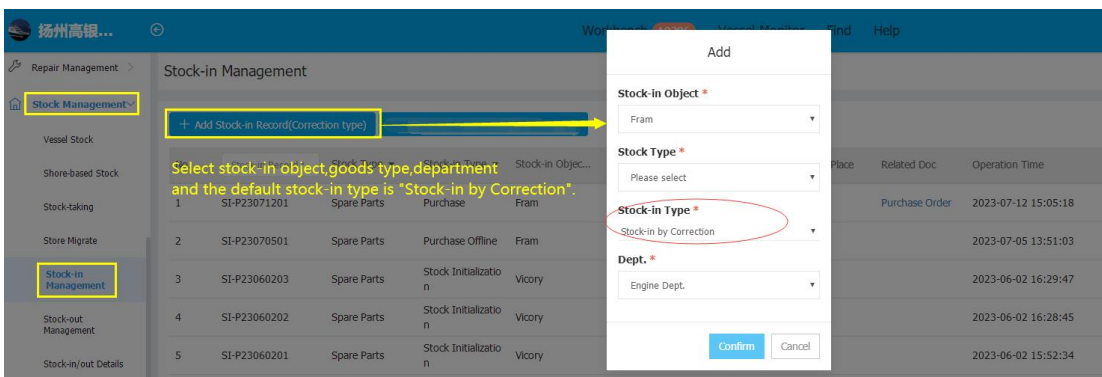 扬州高银...
Find
Help
Repair Management
Stock Management
Vessel Stock
Shore-based Stock
Stock-taking
Store Migrate
Stock-in
Management
Stock-out
Management
Stock-in/out Details
Stock-in Management
+ Add Stock-in Record(Correction type)
Select stock-in object,goods type,department
and the default stock-in type is "Stock-in by Correction".
Stock Type
Stock-in Type
Stock-in Objec...
Place
Related Doc
Operation Time
1 SI-P23071201 Spare Parts Purchase Fram Purchase Order 2023-07-12 15:05:18
2 SI-P23070501 Spare Parts Purchase Offline Fram 2023-07-05 13:51:03
3 SI-P23060203 Spare Parts Stock Initializatio
n Vicory 2023-06-02 16:29:47
4 SI-P23060202 Spare Parts Stock Initializatio
n Vicory 2023-06-02 16:28:45
5 SI-P23060201 Spare Parts Stock Initializatio
n Vicory 2023-06-02 15:52:34
Add
Stock-in Object *
Fram
Stock Type *
Please select
Stock-in Type *
Stock-in by Correction
Dept. *
Engine Dept.
Confirm
Cancel